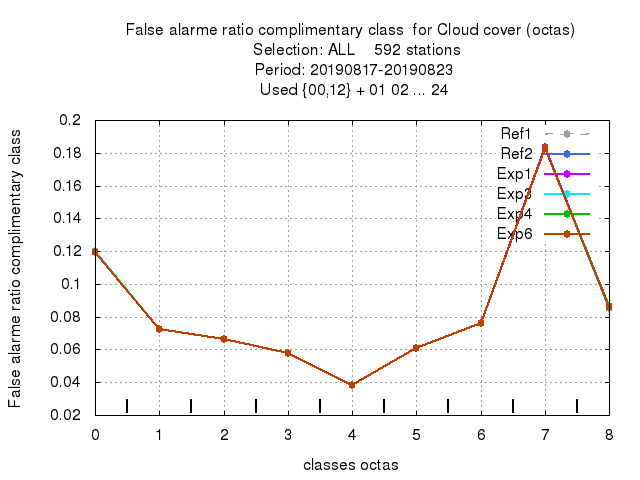 False alarme ratio complimentary class  for Cloud cover (octas)
Selection: ALL    592 stations
Period: 20190817-20190823
Used {00,12} + 01 02 ... 24
False alarme ratio complimentary class
0.2
0.18
0.16
0.14
0.12
0.1
0.08
0.06
0.04
0.02
Ref1
Ref2
Exp1
Exp3
Exp4
Exp6
0 1 2 3 4 5 6 7 8
classes octas